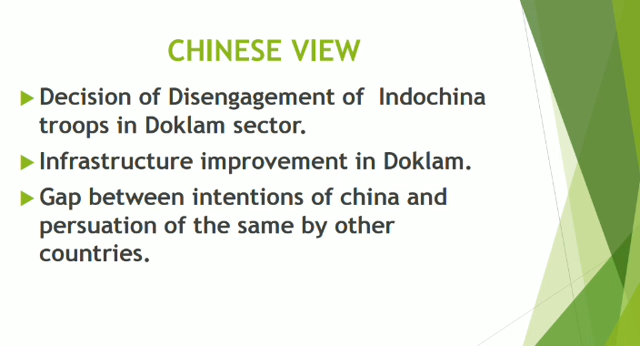 CHINESE VIEW
Decision of Disengagement of Indochina
troops in Doklam sector.
Infrastructure improvement in Doklam.
Gap between intentions of china and
persuation of the same by other
countries.